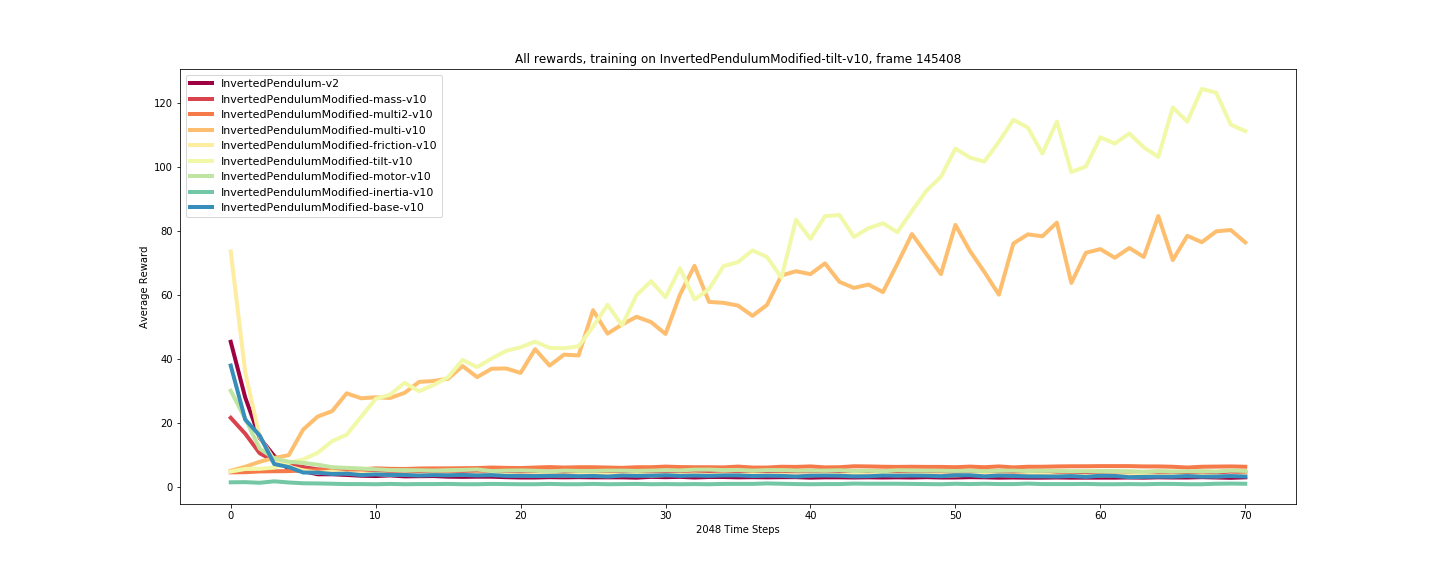 All rewards, training on InvertedPendulumModified-tilt-v10, frame 145408
InvertedPendulum-v2
InvertedPendulumModified-mass-v10
InvertedPendulumModified-multi2-v10
InvertedPendulumModified-multi-v10
InvertedPendulumModified-friction-v10
InvertedPendulumModified-tilt-v10
InvertedPendulumModified-motor-v10
InvertedPendulumModified-inertia-v10
InvertedPendulumModified-base-v10
Average Reward
120
100
80
60
40
20
0
0 10 20 30 40 50 60 70
2048 Time Steps